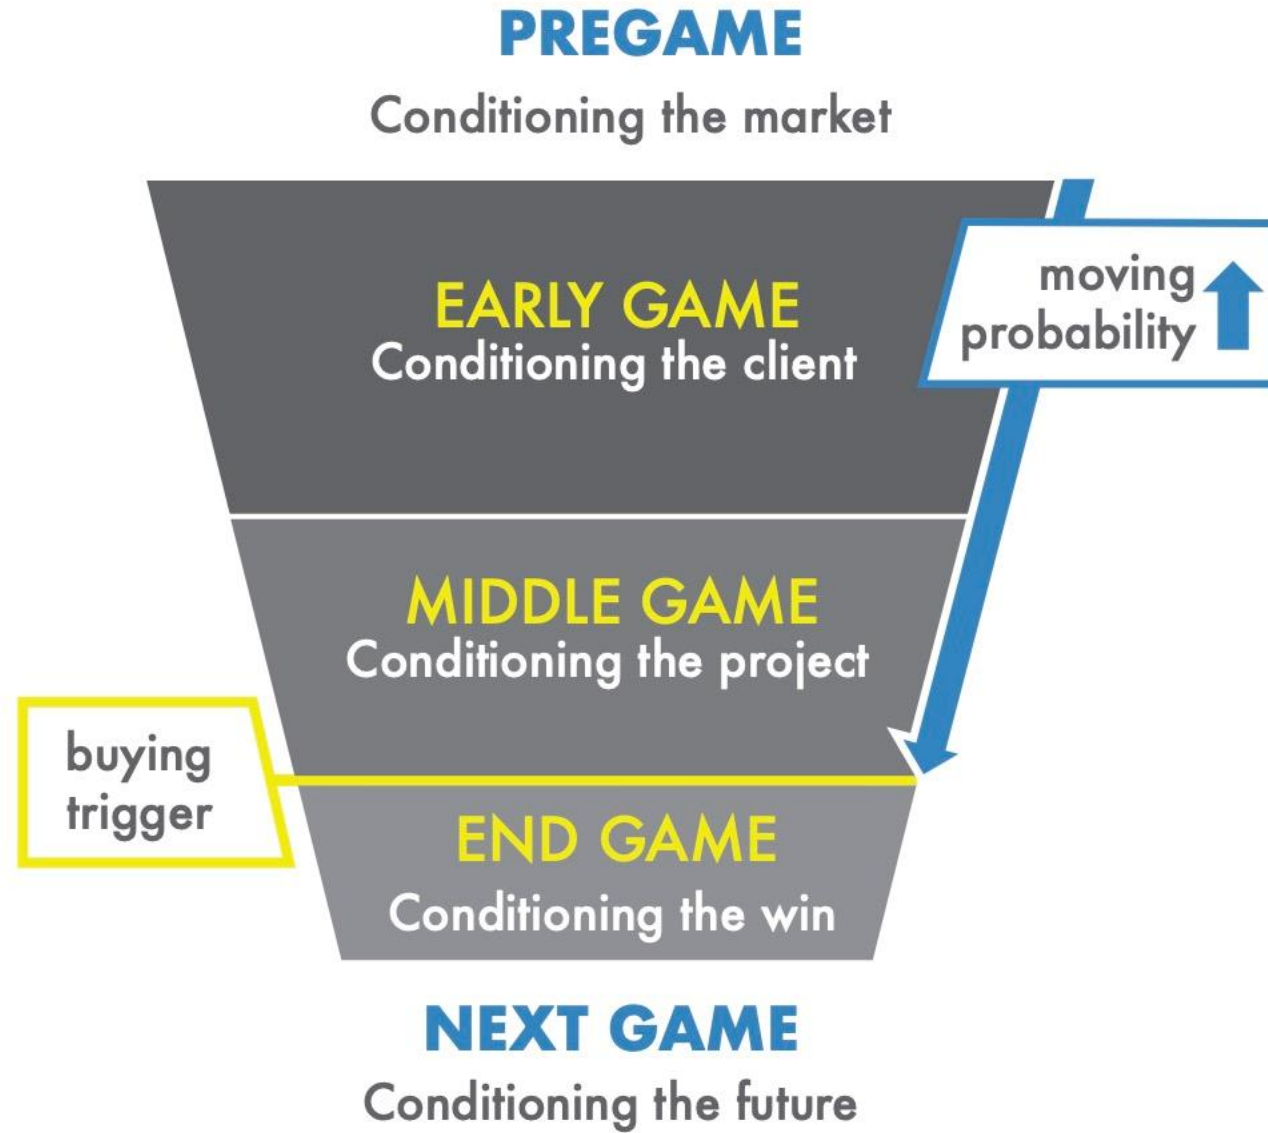 PREGAME
Conditioning the market
EARLY GAME
Conditioning the client
moving
probability
MIDDLE GAME
Conditioning the project
buying
trigger
END GAME
Conditioning the win
NEXT GAME
Conditioning the future